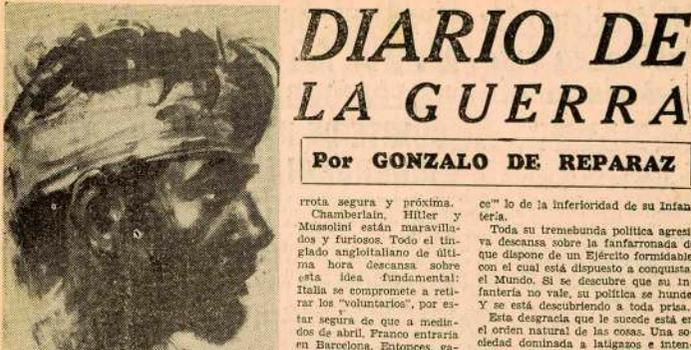 DIARIO DE
LA GUERRA
Por GONZALO DE REPARAZ
rrota segura y próxima.
Chamberlain, Hitler y
Mussolini están maravilla-
dos y furiosos. Todo el tin-
glado angloitaliano de últi-
ma hora descansa sobre
esta idea fundamental:
Italia se compromete a reti-
rar los "voluntarios", por es-
tar segura de que a media-
dos de abril, Franco entraría
en Barcelona. Entonces, ga-
ce" lo de la inferioridad de su Infan
tería.
Toda su tremebunda política agresi
va descansa sobre la fanfarronada d
que dispone de un Ejército formidable
con el cual está dispuesto a conquista
el Mundo. Si se descubre que su In
fantería no vale, su política se hunde
Y se está descubriendo a toda prisa.
Esta desgracia que le sucede está en
el orden natural de las cosas. Una so
ciedad dominada a latigazos e inten